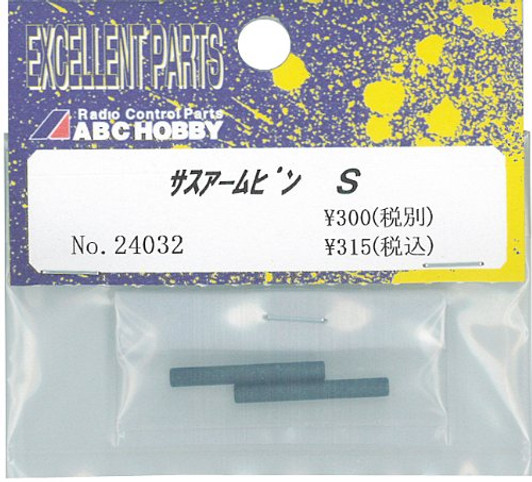 EXCELLENT PARTS
Radio Control Parts
ABC HOBBY
ｻｽｱｰﾑﾋﾟﾝ S
¥300(税別)
No.24032 ¥315(税込)